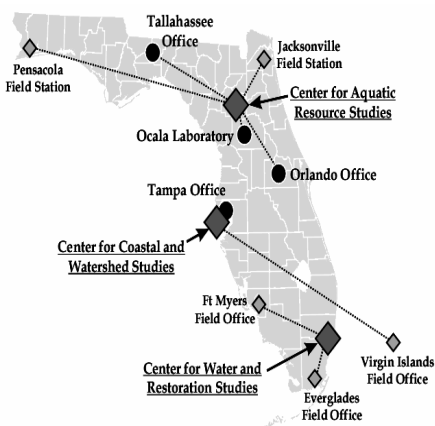 Tallahassee
Office
Jacksonville
Field Station
Pensacola
Field Station
Center for Aquatic
Resource Studies
Ocala Laboratory
Orlando Office
Tampa Office
Center for Coastal and
Watershed Studies
Ft Myers
Field Office
Virgin Islands
Field Office
Center for Water and
Restoration Studies
Everglades
Field Office